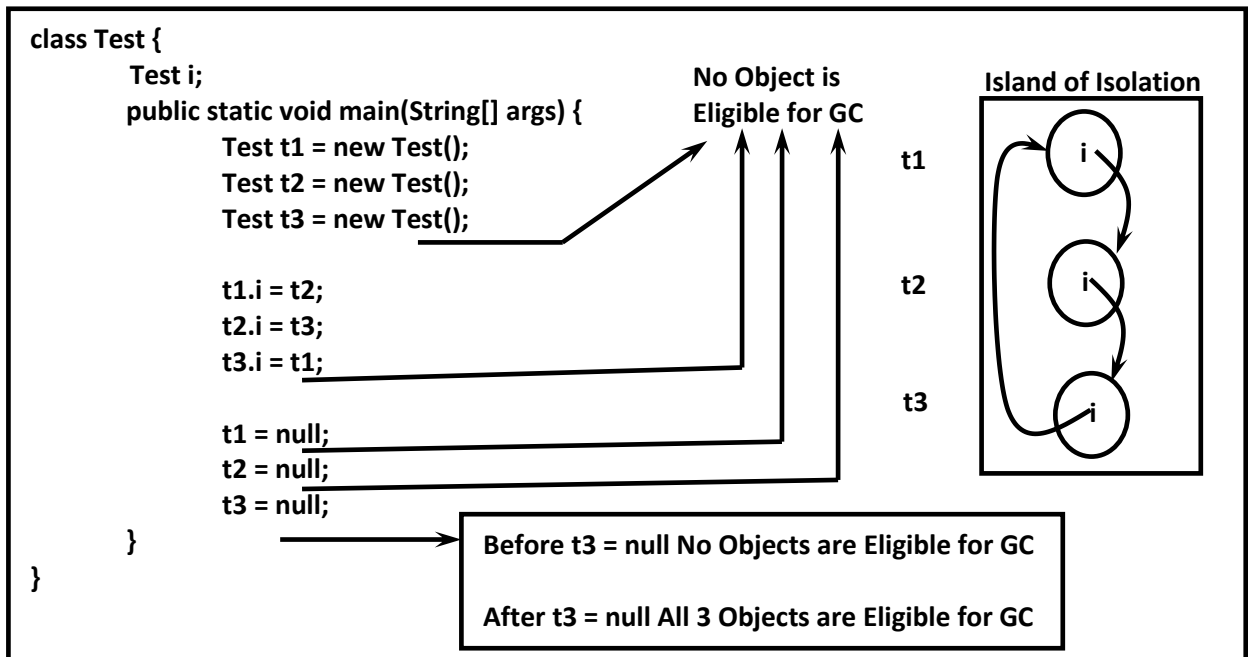 class Test {
Test i;
public static void main(String[] args) {
Test t1 = new Test();
Test t2 = new Test();
Test t3 = new Test();
t1.i = t2;
t2.i = t3;
t3.i = t1;
t1 = null;
t2 = null;
t3 = null;
}
}
No Object is
Eligible for GC
Island of Isolation
t1
i
t2
i
t3
i
Before t3 = null No Objects are Eligible for GC
After t3 = null All 3 Objects are Eligible for GC